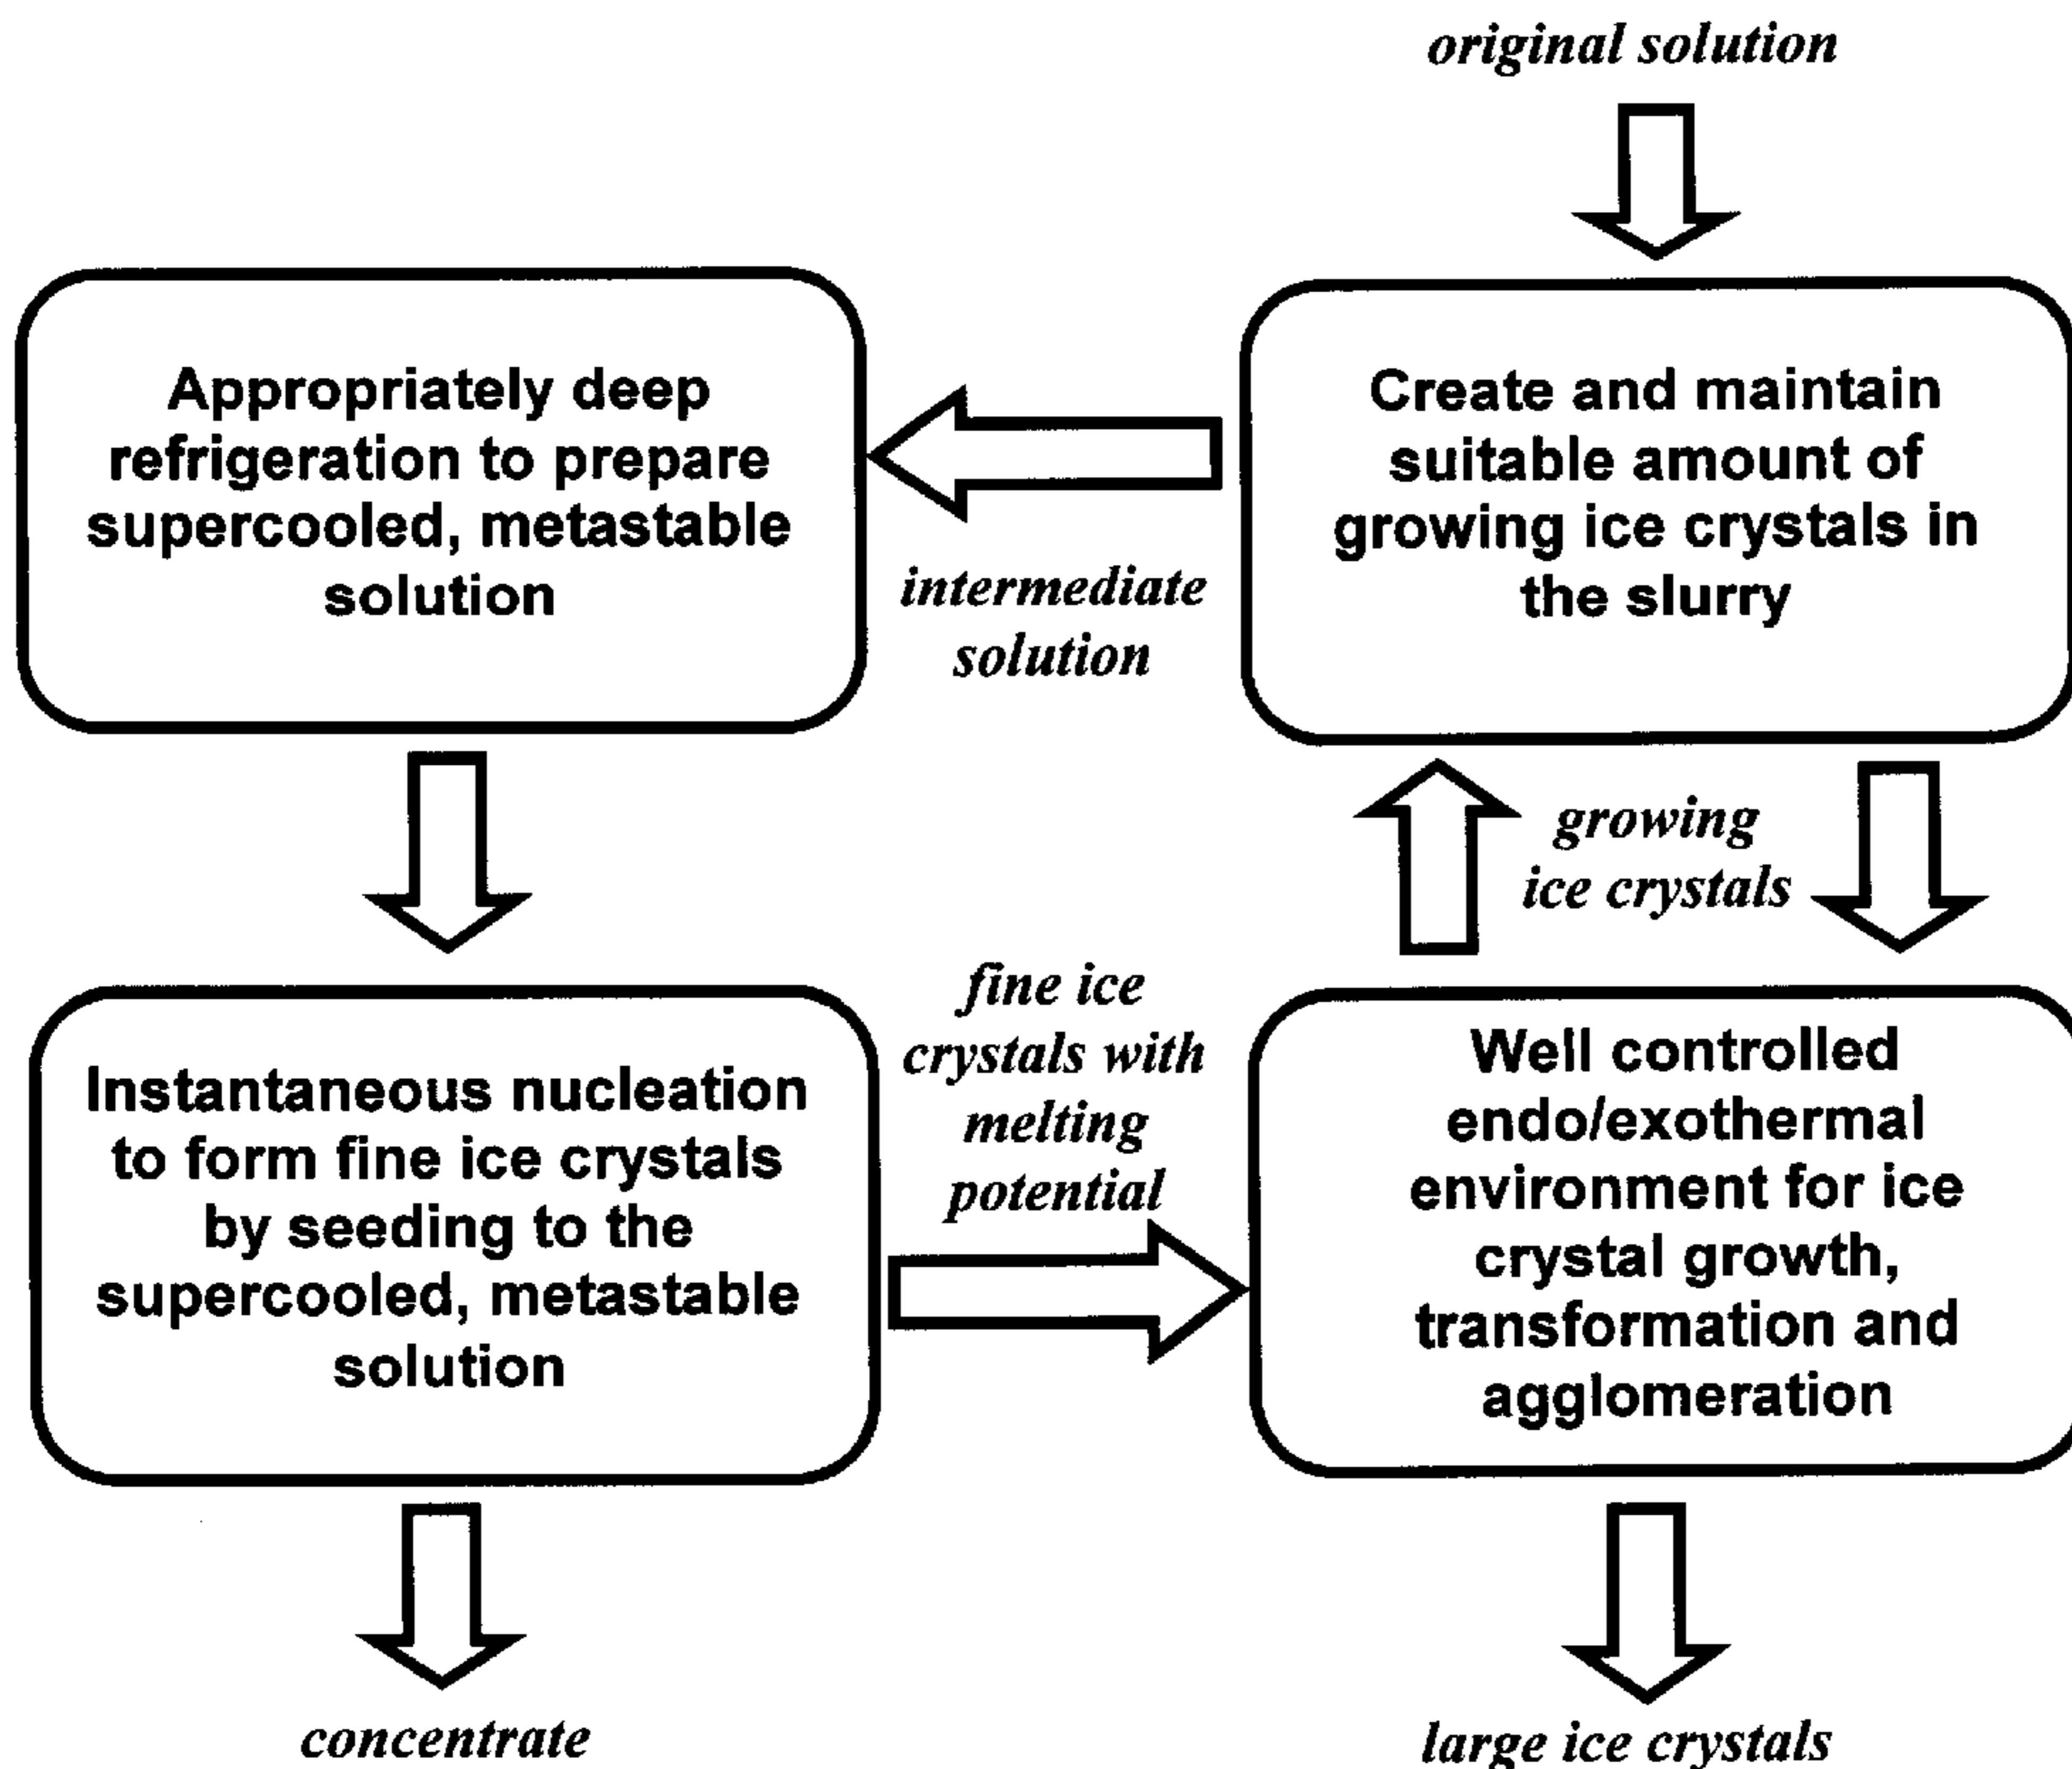 original solution
Appropriately deep
refrigeration to prepare
supercooled, metastable
solution
intermediate
solution
Create and maintain
suitable amount of
growing ice crystals in
the slurry
growing
ice crystals
Instantaneous nucleation
to form fine ice crystals
by seeding to the
supercooled, metastable
solution
fine ice
crystals with
melting
potential
Well controlled
endo/exothermal
environment for ice
crystal growth,
transformation and
agglomeration
concentrate
large ice crystals